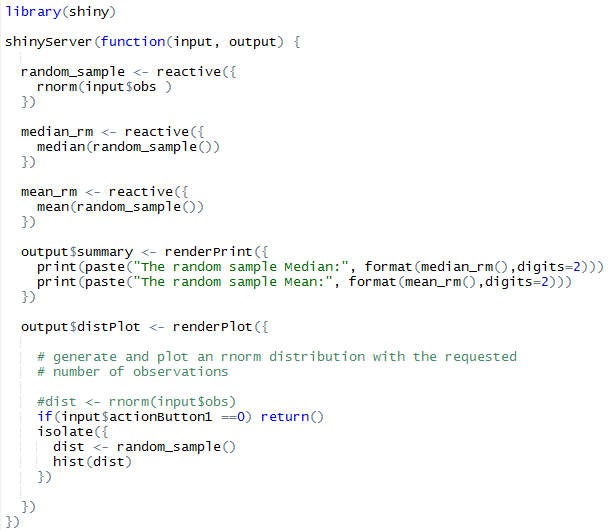 library(shiny)

shinyServer(function(input, output) {

  random_sample <- reactive({
    rnorm(input$obs )
  })

  median_rm <- reactive({
    median(random_sample())
  })

  mean_rm <- reactive({
    mean(random_sample())
  })

  output$summary <- renderPrint({
    print(paste("The random sample Median:", format(median_rm(),digits=2)))
    print(paste("The random sample Mean:", format(mean_rm(),digits=2)))
  })

  output$distPlot <- renderPlot({

    # generate and plot an rnorm distribution with the requested
    # number of observations

    #dist <- rnorm(input$obs)
    if(input$actionButton1 ==0) return()
    isolate({
      dist <- random_sample()
      hist(dist)
    })

  })
})